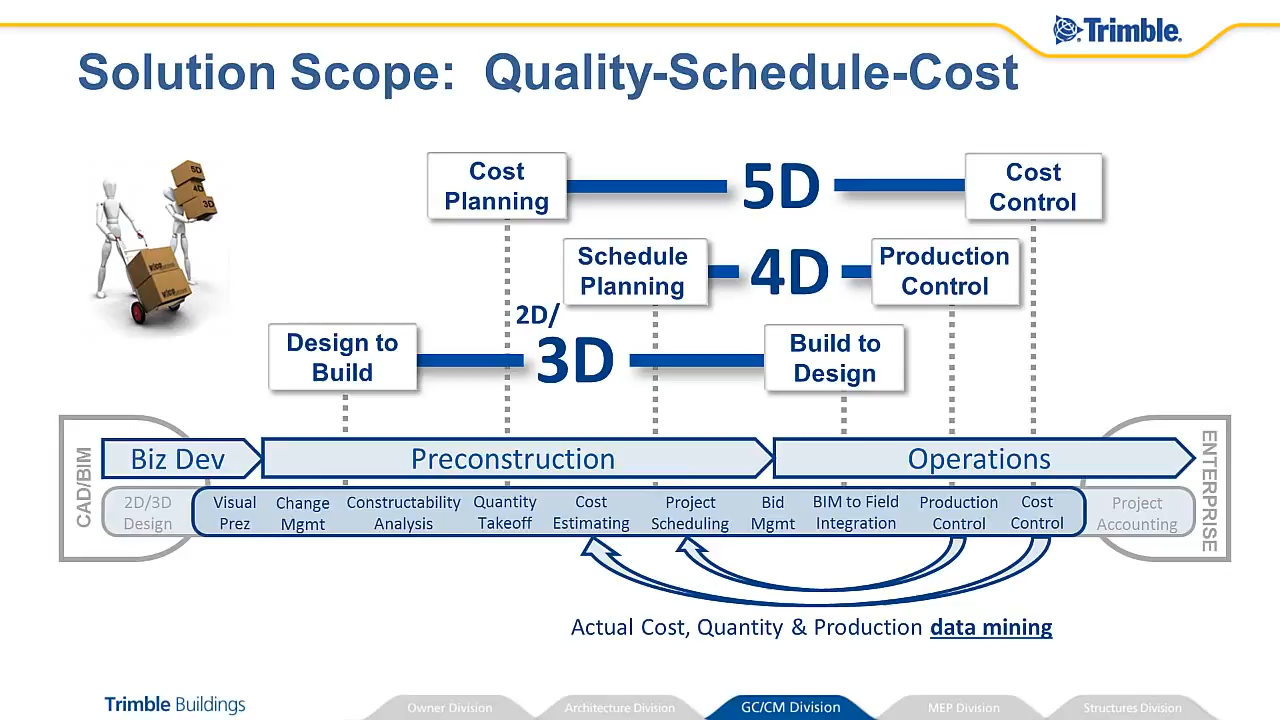 Trimble.
Solution Scope: Quality-Schedule-Cost
5D
4D
3D
Cost
Planning
5D
Cost
Control
Schedule
Planning
4D
Production
Control
2D/
3D
Design to
Build
Build to
Design
CAD/BIM
Biz Dev
Preconstruction
Operations
ENTERPRISE
2D/3D
Design
Visual
Prez
Change
Mgmt
Constructability
Analysis
Quantity
Takeoff
Cost
Estimating
Project
Scheduling
Bid
Mgmt
BIM to Field
Integration
Production
Control
Cost
Control
Project
Accounting
Actual Cost, Quantity & Production data mining
Trimble Buildings
Owner Division
Architecture Division
GC/CM Division
MEP Division
Structures Division